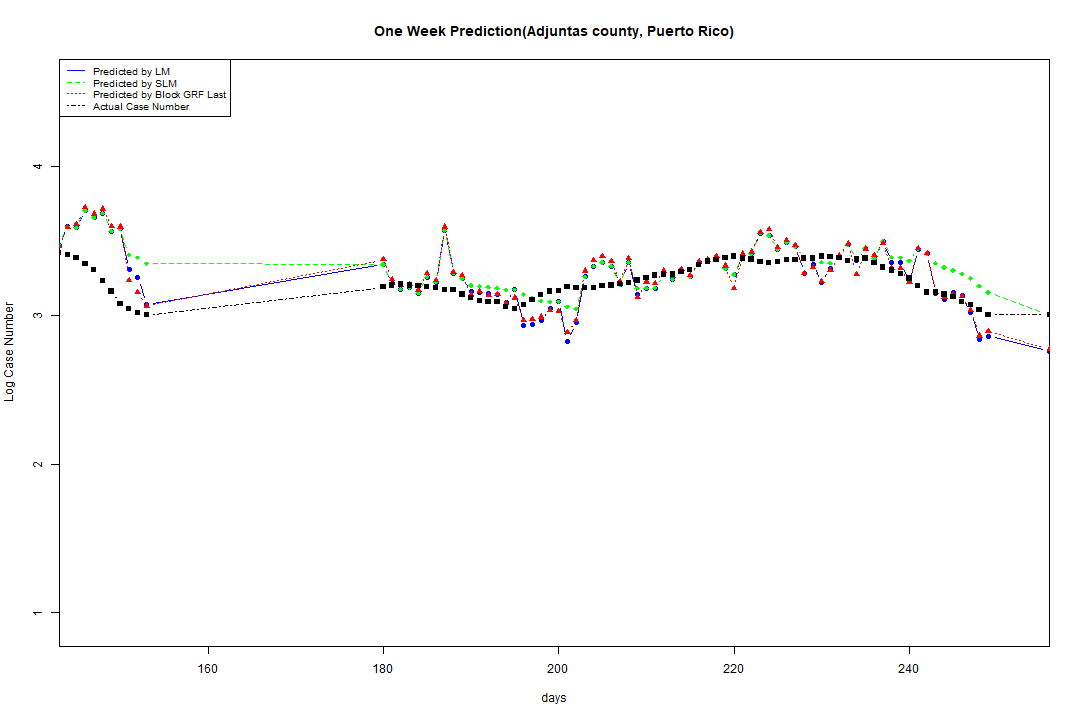 One Week Prediction(Adjuntas county, Puerto Rico)
Predicted by LM
Predicted by SLM
Predicted by Block GRF Last
Actual Case Number
4
3
2
1
Log Case Number
160 180 200 220 240
days